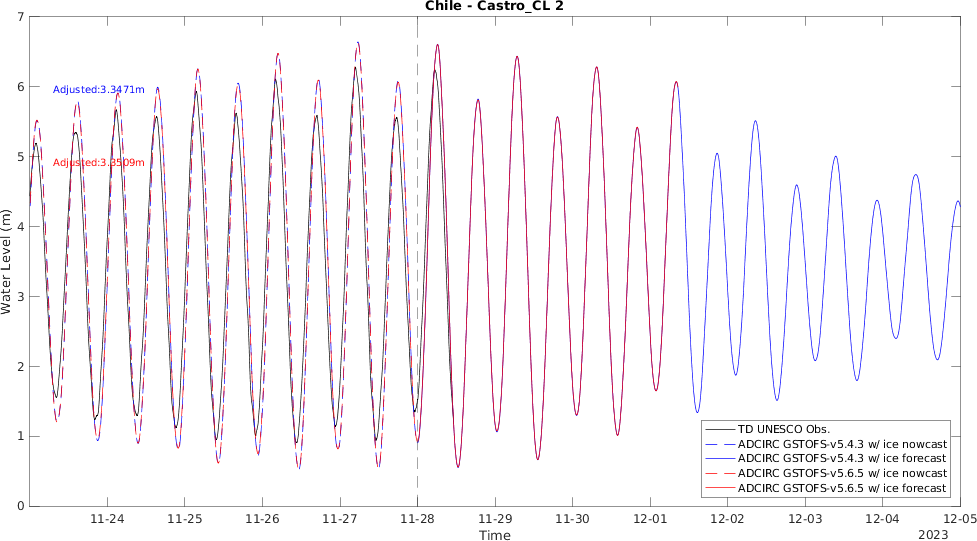 Chile - Castro_CL 2
7
6
5
4
3
2
1
0
Water Level (m)
Adjusted:3.3471m
Adjusted:3.3509m
TD UNESCO Obs.
ADCIRC GSTOFS-v5.4.3 w/ ice nowcast
ADCIRC GSTOFS-v5.4.3 w/ ice forecast
ADCIRC GSTOFS-v5.6.5 w/ ice nowcast
ADCIRC GSTOFS-v5.6.5 w/ ice forecast
11-24 11-25 11-26 11-27 11-28 11-29 11-30 12-01 12-02 12-03 12-04 12-05
Time
2023